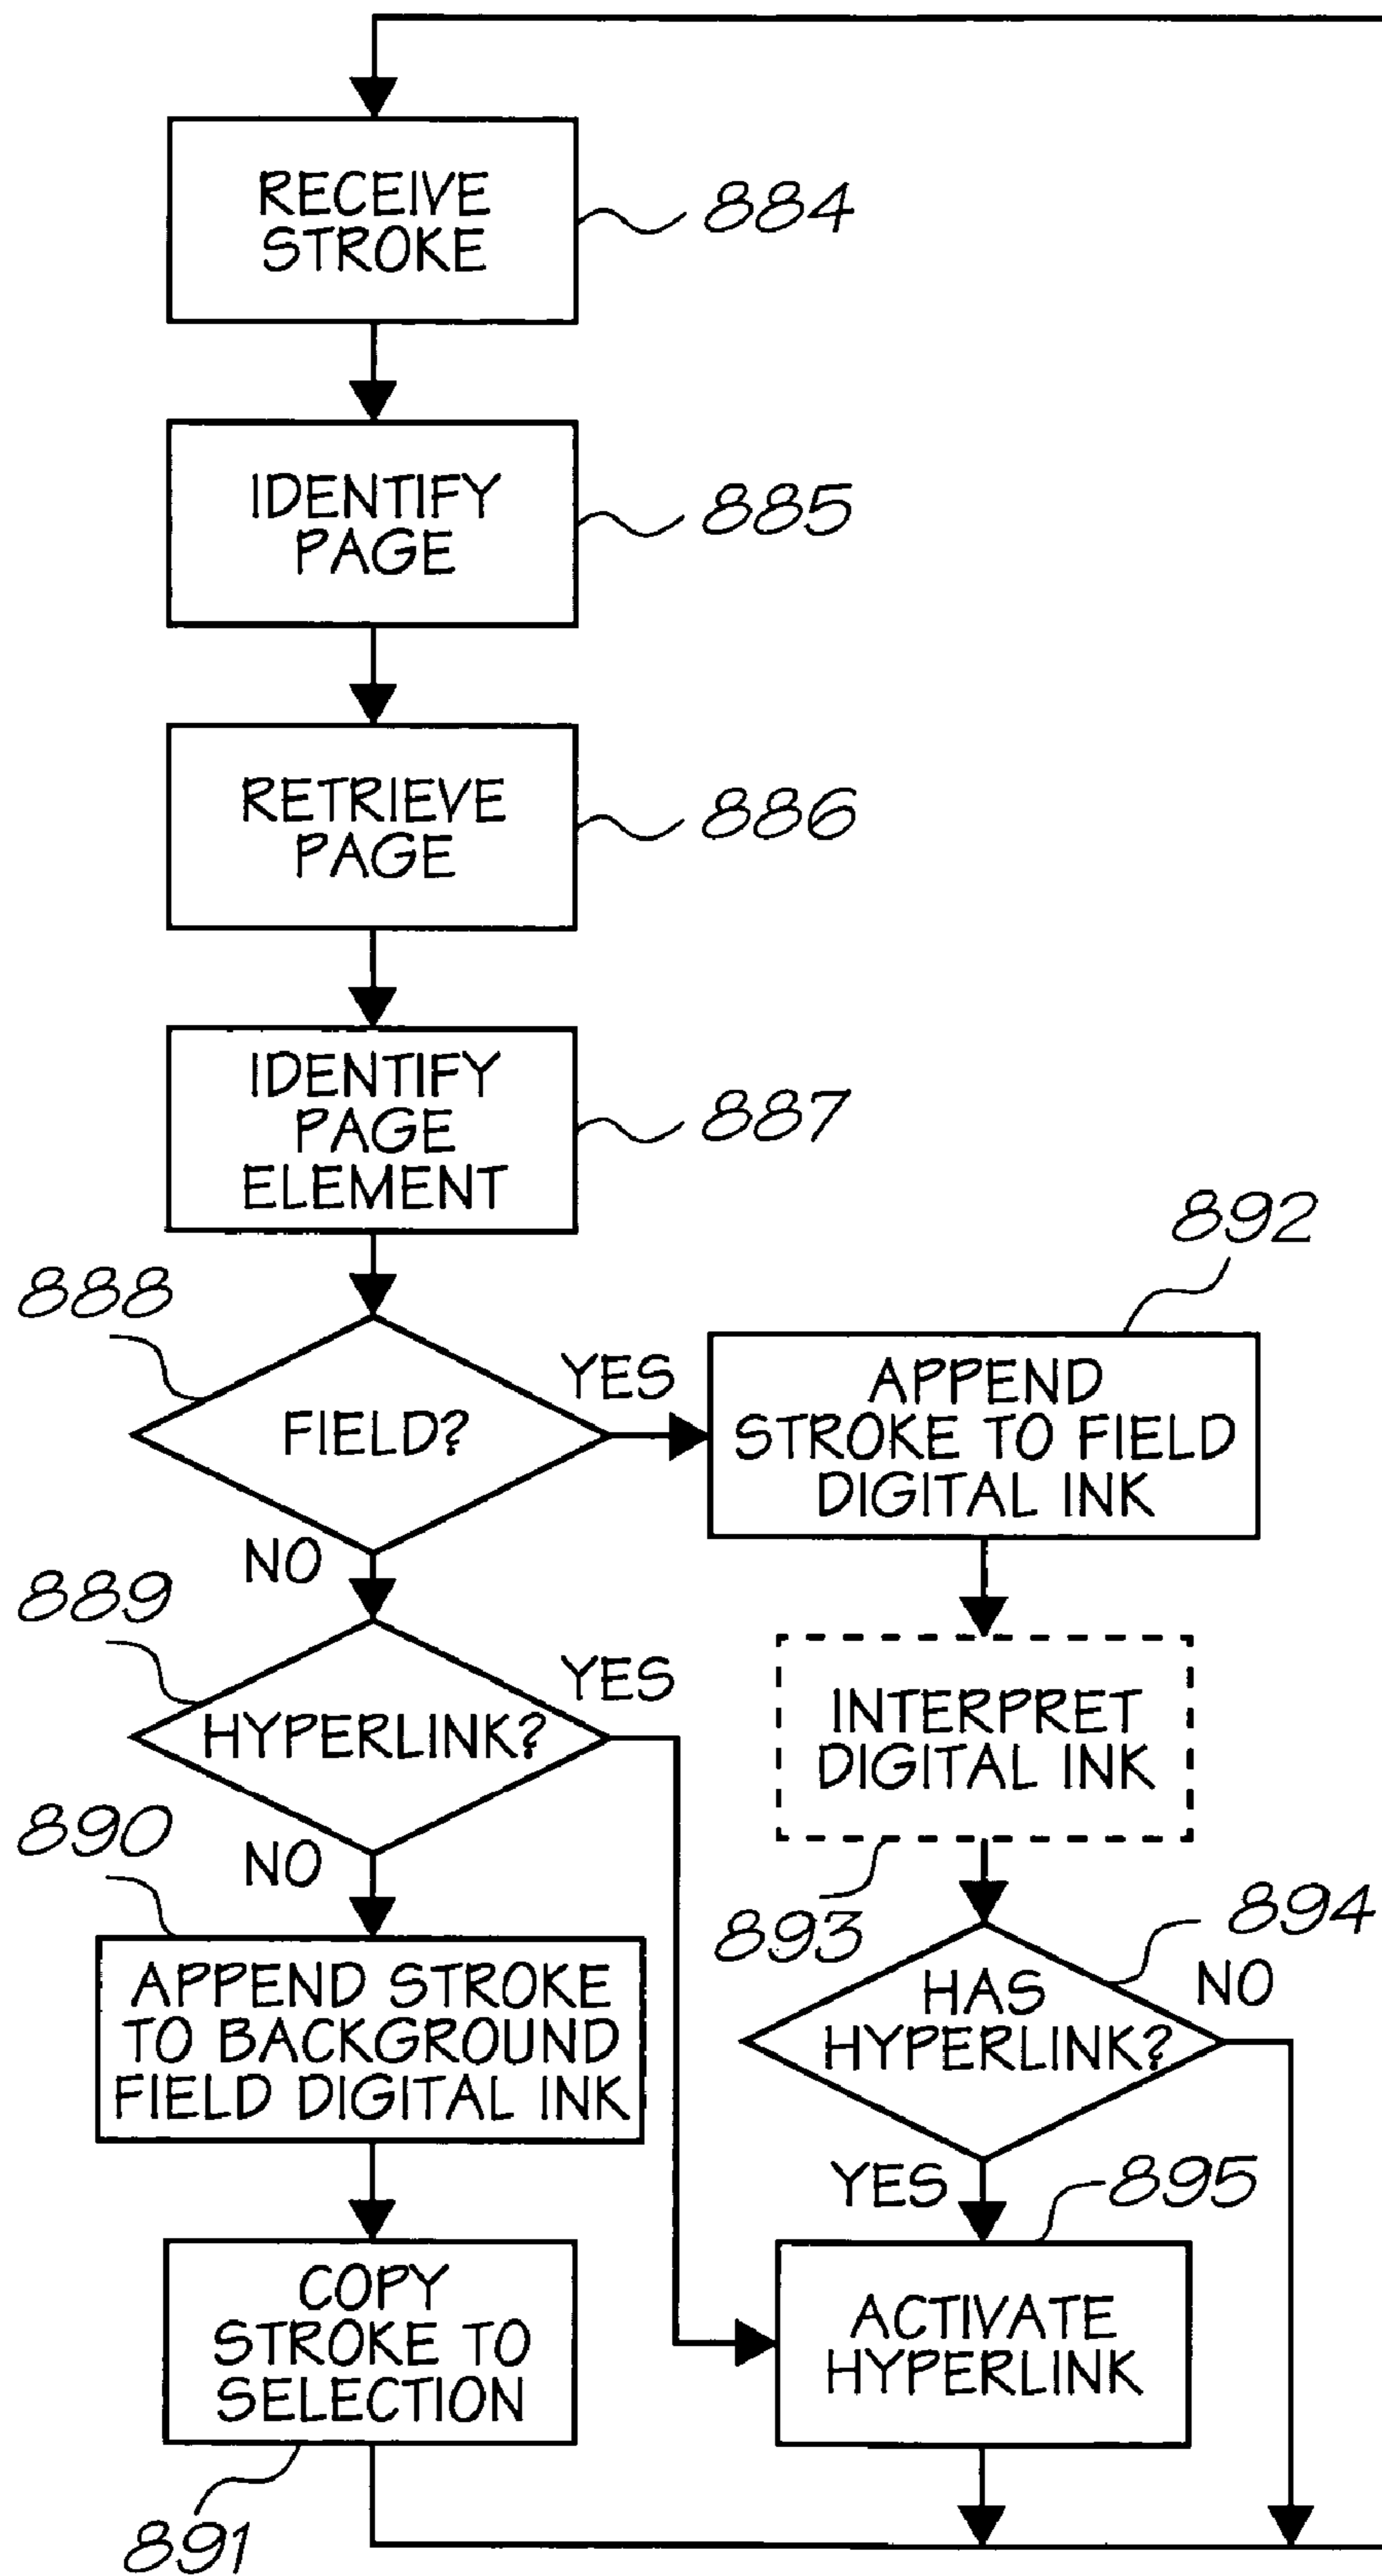 RECEIVE
STROKE
884
IDENTIFY
PAGE
885
RETRIEVE
PAGE
886
IDENTIFY
PAGE
ELEMENT
887
888
FIELD?
YES
NO
892
APPEND
STROKE TO FIELD
DIGITAL INK
889
HYPERLINK?
YES
NO
INTERPRET
DIGITAL INK
893
890
APPEND STROKE
TO BACKGROUND
FIELD DIGITAL INK
894
HAS
HYPERLINK?
NO
YES
895
COPY
STROKE TO
SELECTION
891
ACTIVATE
HYPERLINK